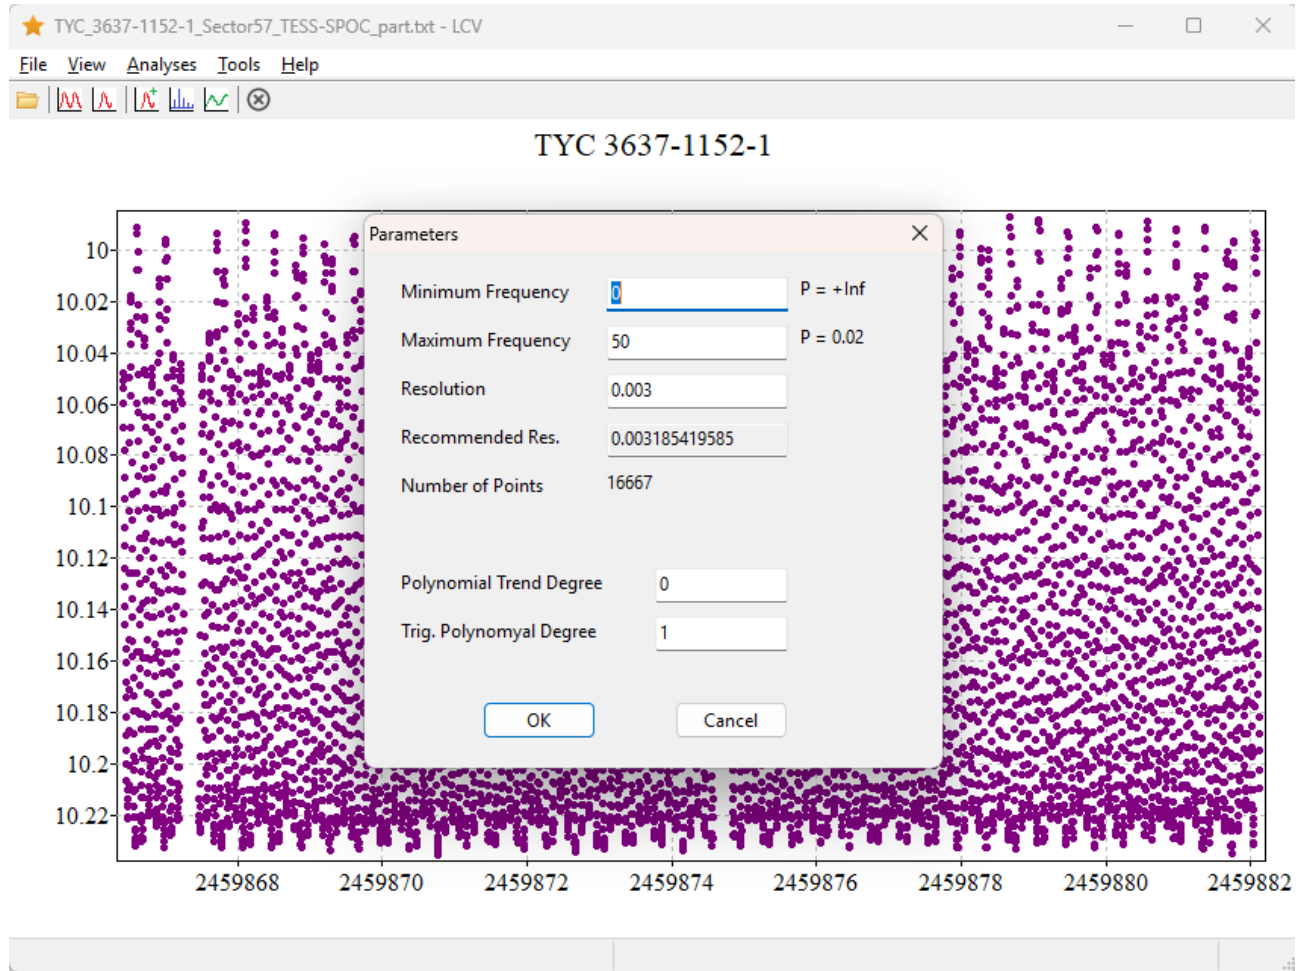 TYC_3637-1152-1_Sector57_TESS-SPOC_part.txt - LCV
File View Analyses Tools Help
TYC 3637-1152-1
Parameters
Minimum Frequency 0 P = +Inf
Maximum Frequency 50 P = 0.02
Resolution 0.003
Recommended Res. 0.003185419585
Number of Points 16667
Polynomial Trend Degree 0
Trig. Polynomyal Degree 1
OK Cancel
10
10.02
10.04
10.06
10.08
10.1
10.12
10.14
10.16
10.18
10.2
10.22
2459868 2459870 2459872 2459874 2459876 2459878 2459880 2459882